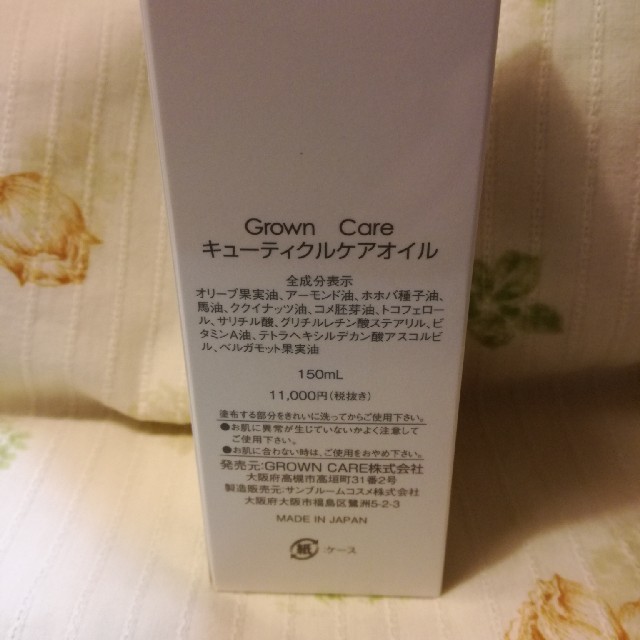 Grown Care
キューティクルケアオイル
全成分表示
オリーブ果実油、アーモンド油、ホホバ種子油、
馬油、ククイナッツ油、コメ胚芽油、トコフェロー
ル、サリチル酸、グリチルレチン酸ステアリル、ビ
タミンA油、テトラヘキシルデカン酸アスコルビ
ル、ベルガモット果実油
150mL
11,000円(税抜き)
塗布する部分をきれいに洗ってからご使用下さい。
●お肌に異常が生じていないかよく注意して
ご使用下さい。
●お肌に合わない時は、ご使用をおやめ下さい。
発売元:GROWN CARE株式会社
大阪府高槻市高垣町31番2号
製造販売元:サンブルームコスメ株式会社
大阪府大阪市福島区鷺洲5-2-3
MADE IN JAPAN
紙 :ケース